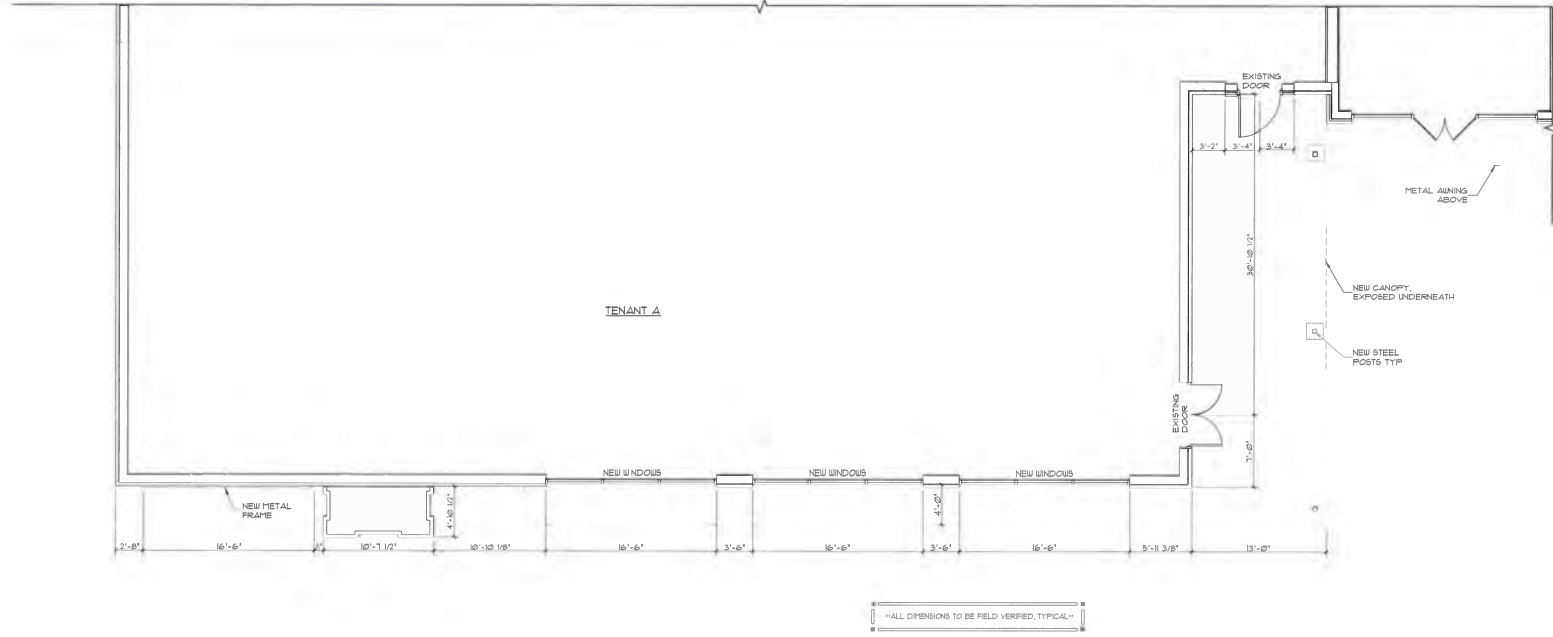 EXISTING
DOOR
3'-2"
3'-4"
3'-4"
METAL AWNING
ABOVE
30'-10 1/2"
NEW CANOPY,
EXPOSED UNDERNEATH
TENANT A
NEW STEEL
POSTS TYP
EXISTING
DOOR
7'-0"
NEW W NDOWS
NEW WINDOWS
NEW WINDOWS
NEW METAL
FRAME
4'-10 1/2"
4'-0"
2'-8"
16'-6"
10'-7 1/2"
10'-10 1/8"
16'-6"
3'-6"
16'-6"
3'-6"
16'-6"
5'-11 3/8"
13'-0"
**ALL DIMENSIONS TO BE FIELD VERIFIED, TYPICAL**